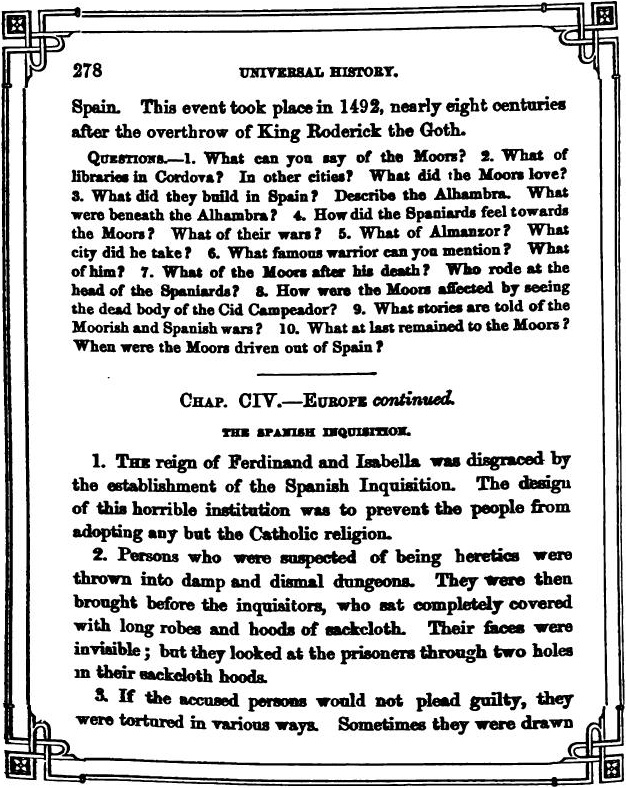 278 UNIVERSAL HISTORY.
Spain. This event took place in 1492, nearly eight centuries
after the overthrow of King Roderick the Goth.
QUESTIONS.—1. What can you say of the Moors? 2. What of
libraries in Cordova? In other cities? What did the Moors love?
3. What did they build in Spain? Describe the Alhambra. What
were beneath the Alhambra? 4. How did the Spaniards feel towards
the Moors? What of their wars? 5. What of Almanzor? What
city did he take? 6. What famous warrior can you mention? What
of him? 7. What of the Moors after his death? Who rode at the
head of the Spaniards? 8. How were the Moors affected by seeing
the dead body of the Cid Campeador? 9. What stories are told of the
Moorish and Spanish wars? 10. What at last remained to the Moors?
When were the Moors driven out of Spain?
CHAP. CIV.—EUROPE continued.
THE SPANISH INQUISITION.
1. THE reign of Ferdinand and Isabella was disgraced by
the establishment of the Spanish Inquisition. The design
of this horrible institution was to prevent the people from
adopting any but the Catholic religion.
2. Persons who were suspected of being heretics were
thrown into damp and dismal dungeons. They were then
brought before the inquisitors, who sat completely covered
with long robes and hoods of sackcloth. Their faces were
invisible; but they looked at the prisoners through two holes
in their sackcloth hoods.
3. If the accused persons would not plead guilty, they
were tortured in various ways. Sometimes they were drawn